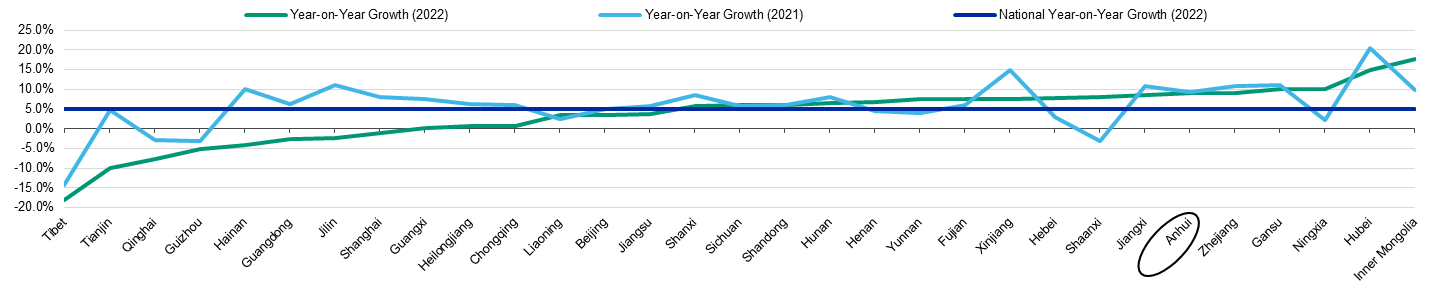 Year-on-Year Growth (2022) Year-on-Year Growth (2021) National Year-on-Year Growth (2022)
25.0%
20.0%
15.0%
10.0%
5.0%
0.0%
-5.0%
-10.0%
-15.0%
-20.0%
Tibet
Tianjin
Qinghai
Guizhou
Hainan
Guangdong
Jilin
Shanghai
Guangxi
Heilongjiang
Chongqing
Liaoning
Beijing
Jiangsu
Shanxi
Sichuan
Shandong
Hunan
Henan
Yunnan
Fujian
Xinjiang
Hebei
Shaanxi
Jiangxi
Anhui
Zhejiang
Gansu
Ningxia
Hubei
Inner Mongolia